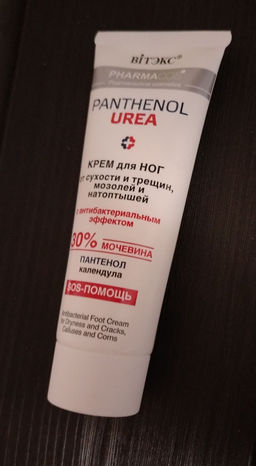 ВIТЭКС®
PHARMACOS
PANTHENOL
UREA
КРЕМ для НОГ
от сухости и трещин,
мозолей и
натоптышей
с антибактериальным
эффектом
30% МОЧЕВИНА
ПАНТЕНОЛ
календула
SOS-ПОМОЩЬ
Antibacterial Foot Cream
for Dryness and Cracks,
Calluses and Corns